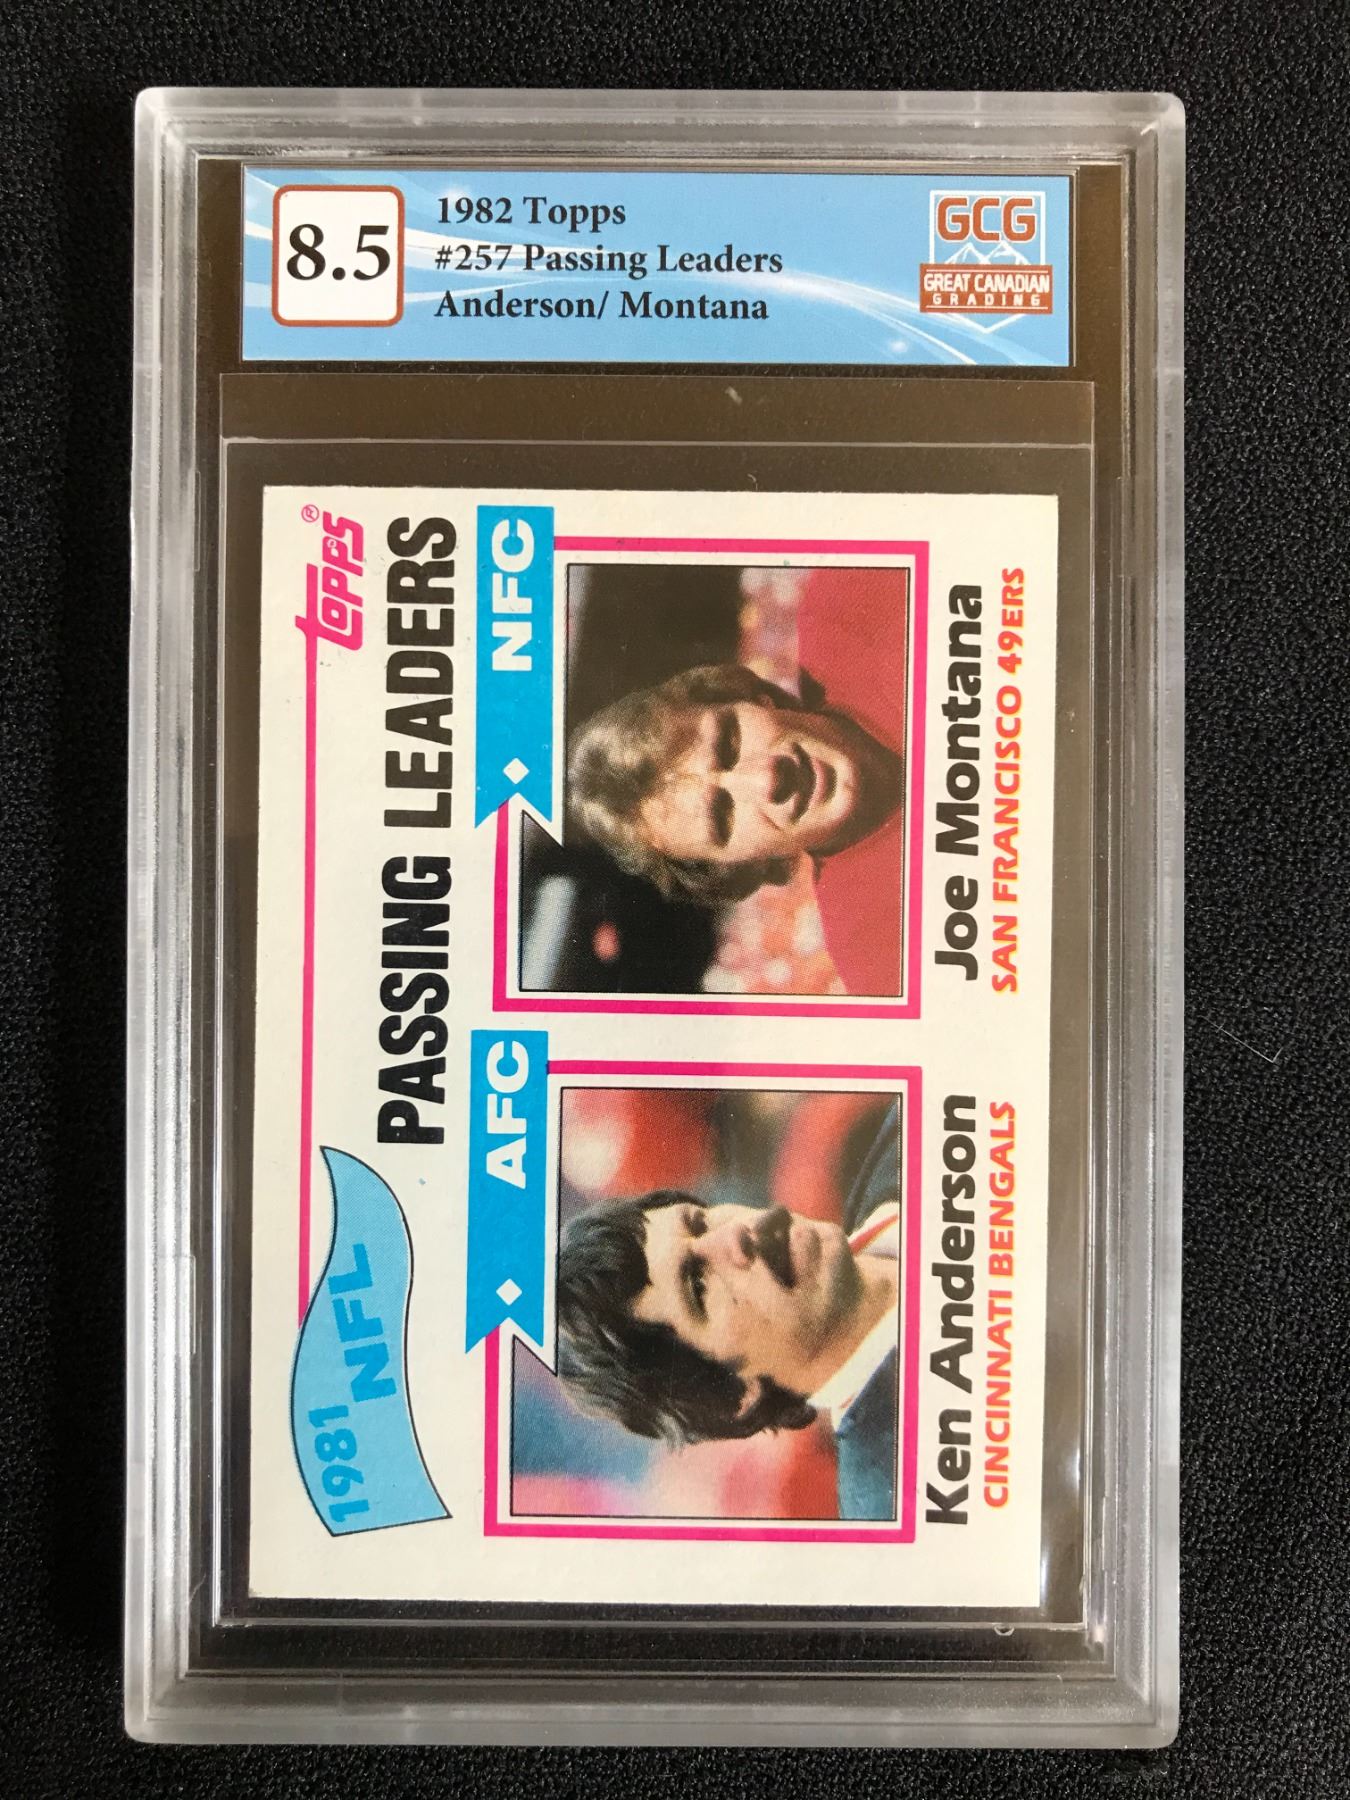 8.5
1982 Topps
#257 Passing Leaders
Anderson/ Montana
GCG
GREAT CANADIAN
GRADING
1981
NFL
topps®
PASSING LEADERS
AFC
NFC
Ken Anderson
CINCINNATI BENGALS
Joe Montana
SAN FRANCISCO 49ERS